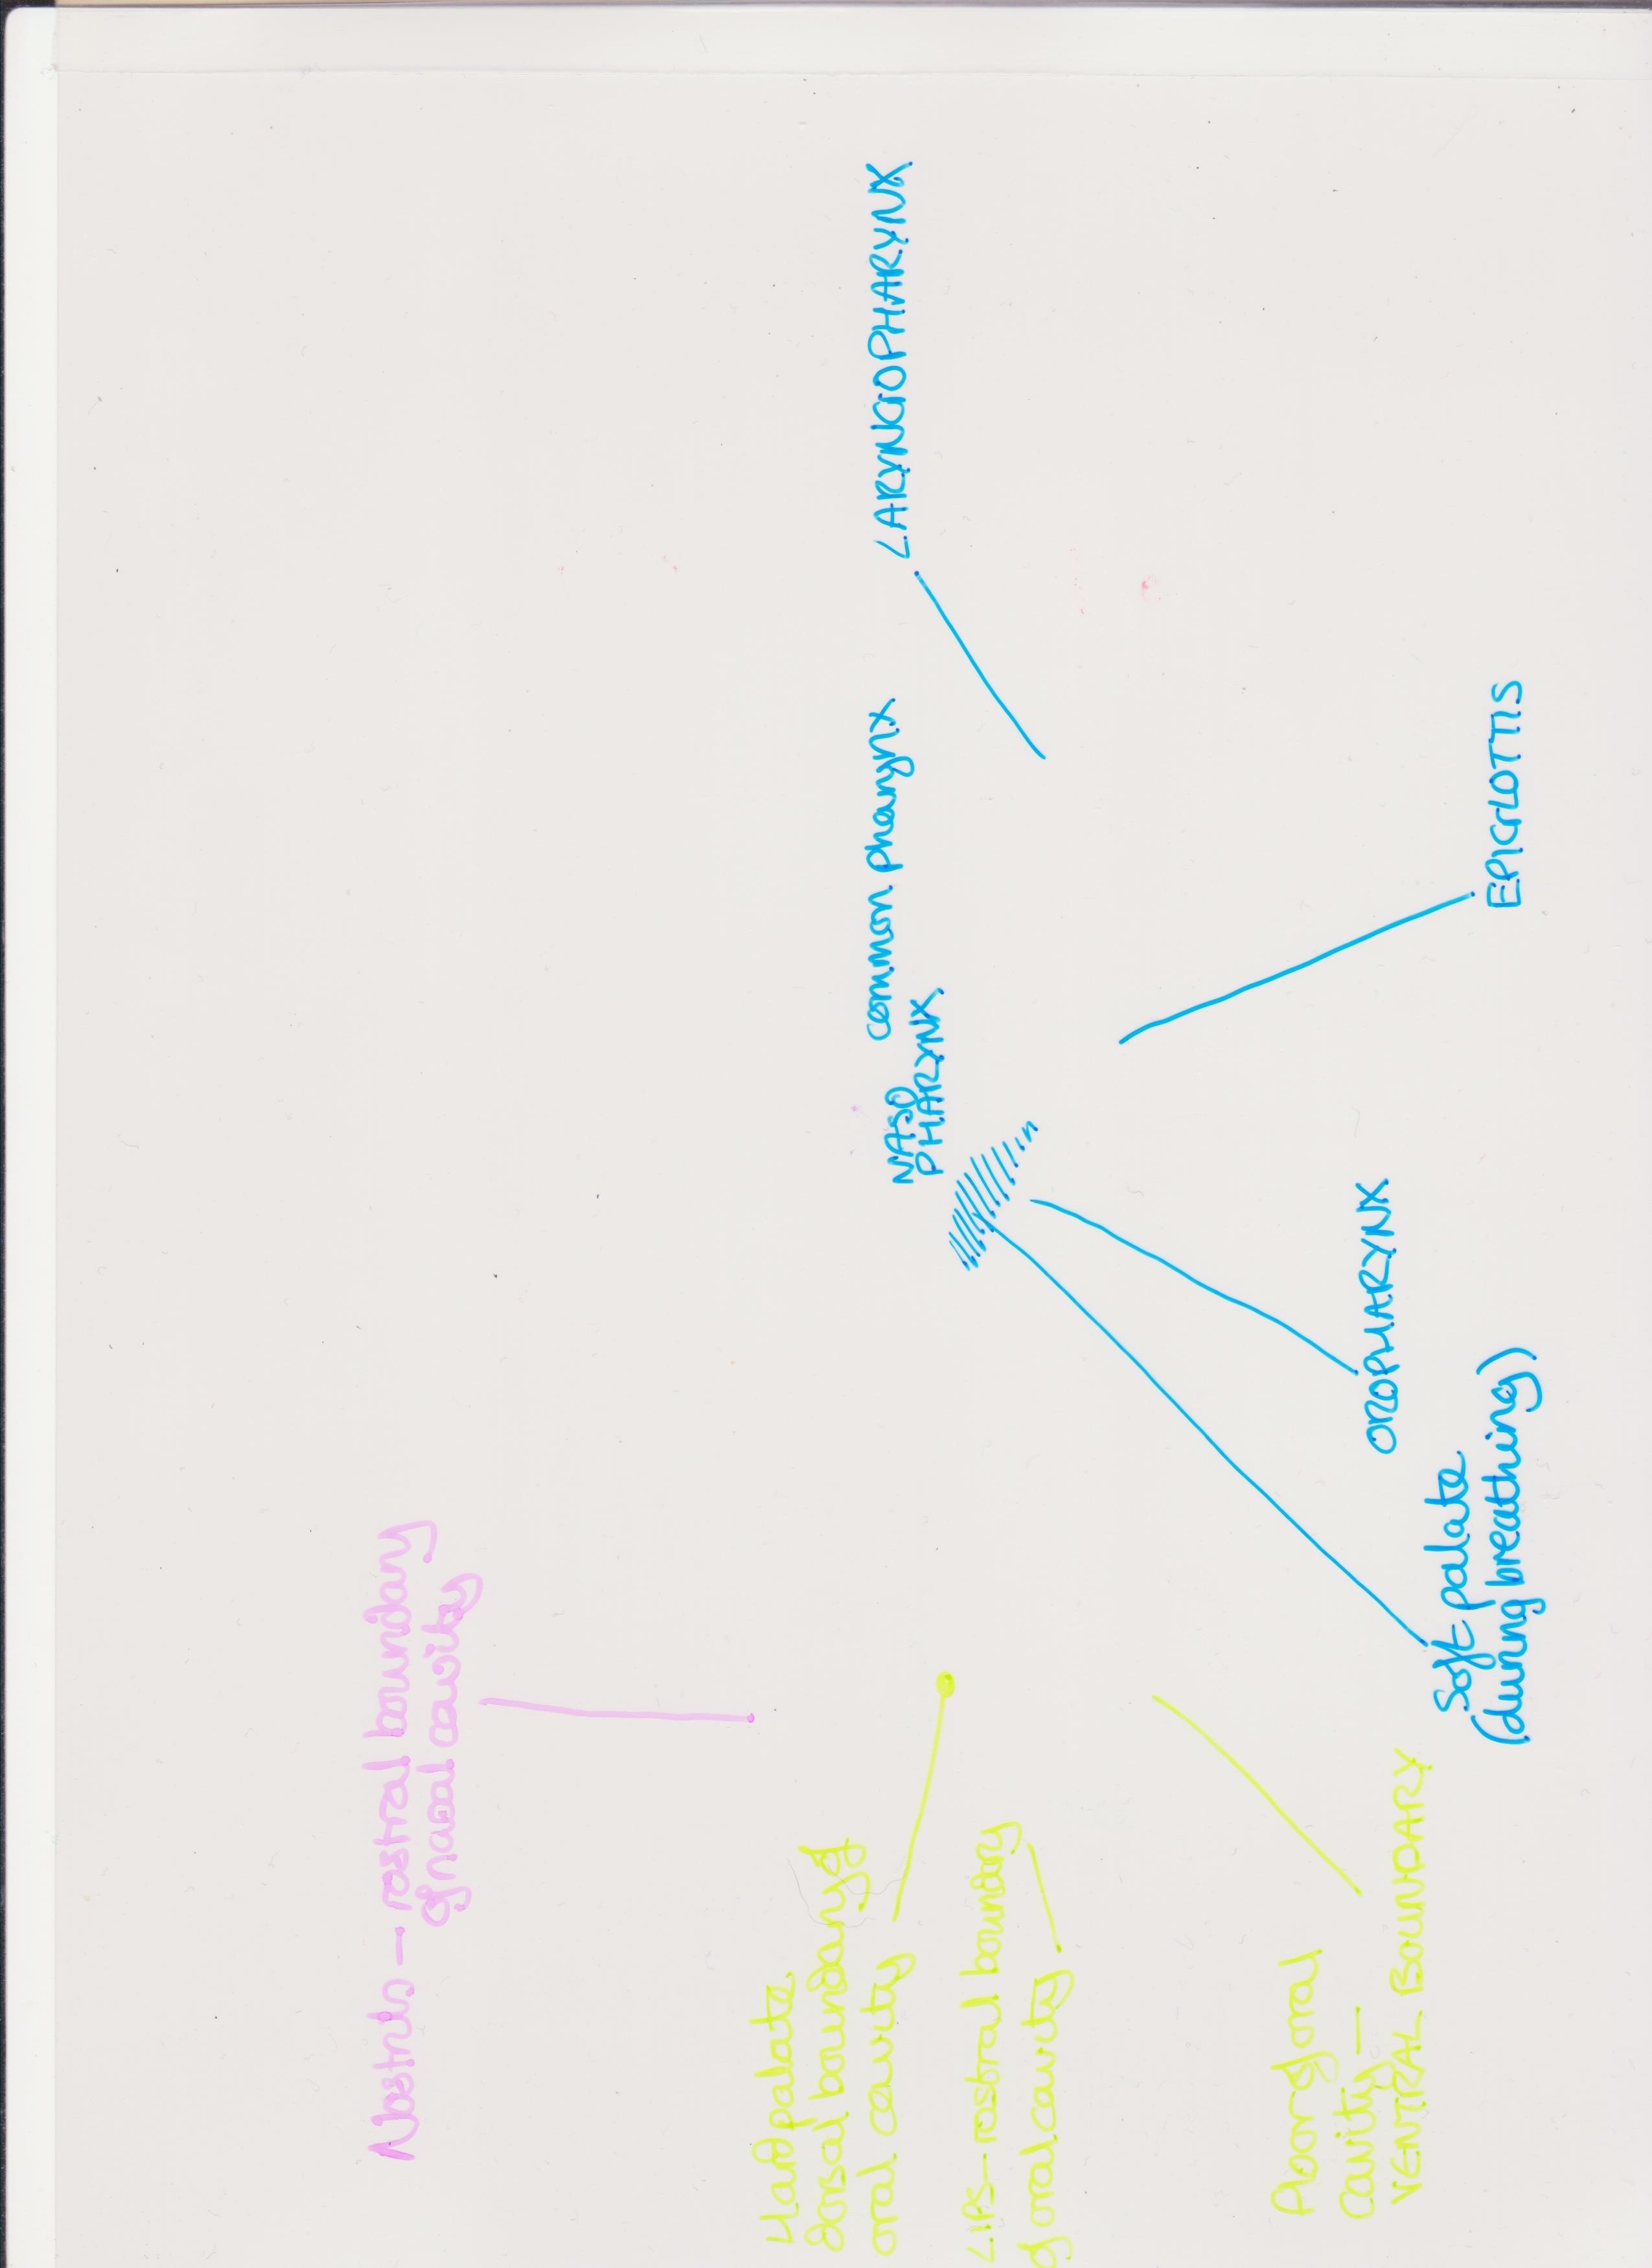 Nostrils — rostral boundary
of nasal cavity
Hard palate
dorsal boundary of
oral cavity
LIPS — rostral boundary
of oral cavity
floor of oral
cavity —
VENTRAL BOUNDARY
NASO
PHARYNX
common pharynx
LARYNGOPHARYNX
Soft palate
(during breathing)
OROPHARYNX
EPIGLOTTIS